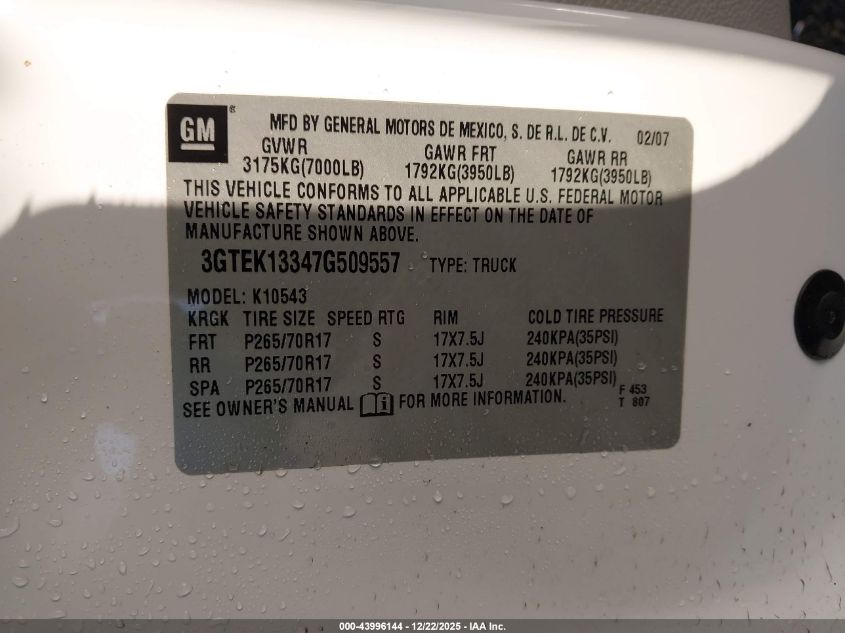 GM ®
MFD BY GENERAL MOTORS DE MEXICO, S. DE R.L. DE C.V. 02/07
GVWR GAWR FRT GAWR RR
3175KG(7000LB) 1792KG(3950LB) 1792KG(3950LB)
THIS VEHICLE CONFORMS TO ALL APPLICABLE U.S. FEDERAL MOTOR
VEHICLE SAFETY STANDARDS IN EFFECT ON THE DATE OF
MANUFACTURE SHOWN ABOVE.
3GTEK13347G509557 TYPE: TRUCK
MODEL: K10543
KRGK TIRE SIZE SPEED RTG RIM COLD TIRE PRESSURE
FRT P265/70R17 S 17X7.5J 240KPA(35PSI)
RR P265/70R17 S 17X7.5J 240KPA(35PSI)
SPA P265/70R17 S 17X7.5J 240KPA(35PSI)
SEE OWNER'S MANUAL i FOR MORE INFORMATION.
F 453
T 807
000-43996144 - 12/22/2025 - IAA Inc.